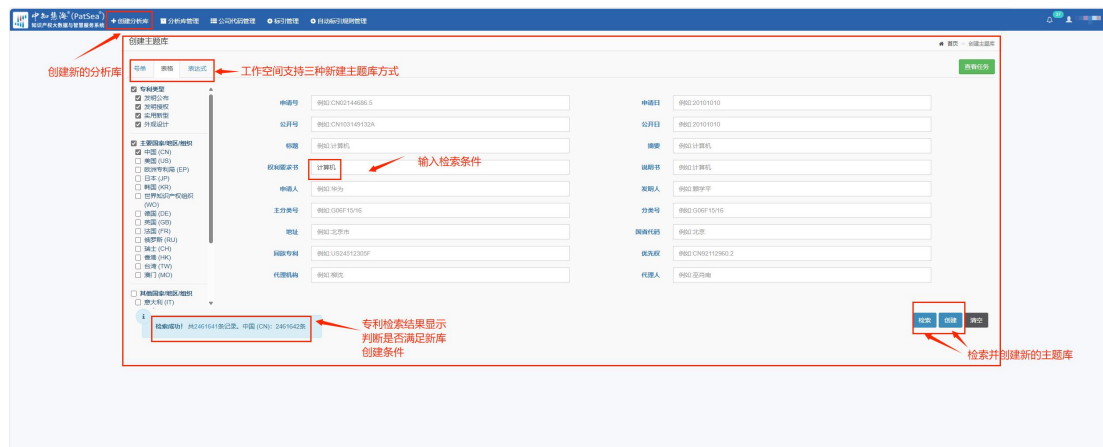 中知慧海®(PatSea®)
知识产权大数据与智慧服务系统
创建分析库 分析库管理 公司代码管理 标引管理 自动标引规则管理
创建主题库
首页 > 创建主题库
创建新的分析库
号单 表格 表达式
工作空间支持三种新建主题库方式
查看任务
专利类型
发明公布
发明授权
实用新型
外观设计
主要国家/地区/组织
中国 (CN)
美国 (US)
欧洲专利局 (EP)
日本 (JP)
韩国 (KR)
世界知识产权组织
(WO)
德国 (DE)
英国 (GB)
法国 (FR)
俄罗斯 (RU)
瑞士 (CH)
香港 (HK)
台湾 (TW)
澳门 (MO)
其他国家/地区/组织
意大利 (IT)
申请号 例如:CN02144686.5 申请日 例如:20101010
公开号 例如:CN103149132A 公开日 例如:20101010
标题 例如:计算机 摘要 例如:计算机
权利要求书 计算机 说明书 例如:计算机
输入检索条件
申请人 例如:华为 发明人
主分类号 例如:G06F15/16 分类号 例如:G06F15/16
地址 例如:北京市 国省代码 例如:北京
同族专利 例如:US24512305F 优先权 例如:CN92112960.2
代理机构 例如:柳沈 代理人
检索成功! 共2461641条记录, 中国 (CN): 2461642条
专利检索结果显示
判断是否满足新库
创建条件
检索 创建 清空
检索并创建新的主题库